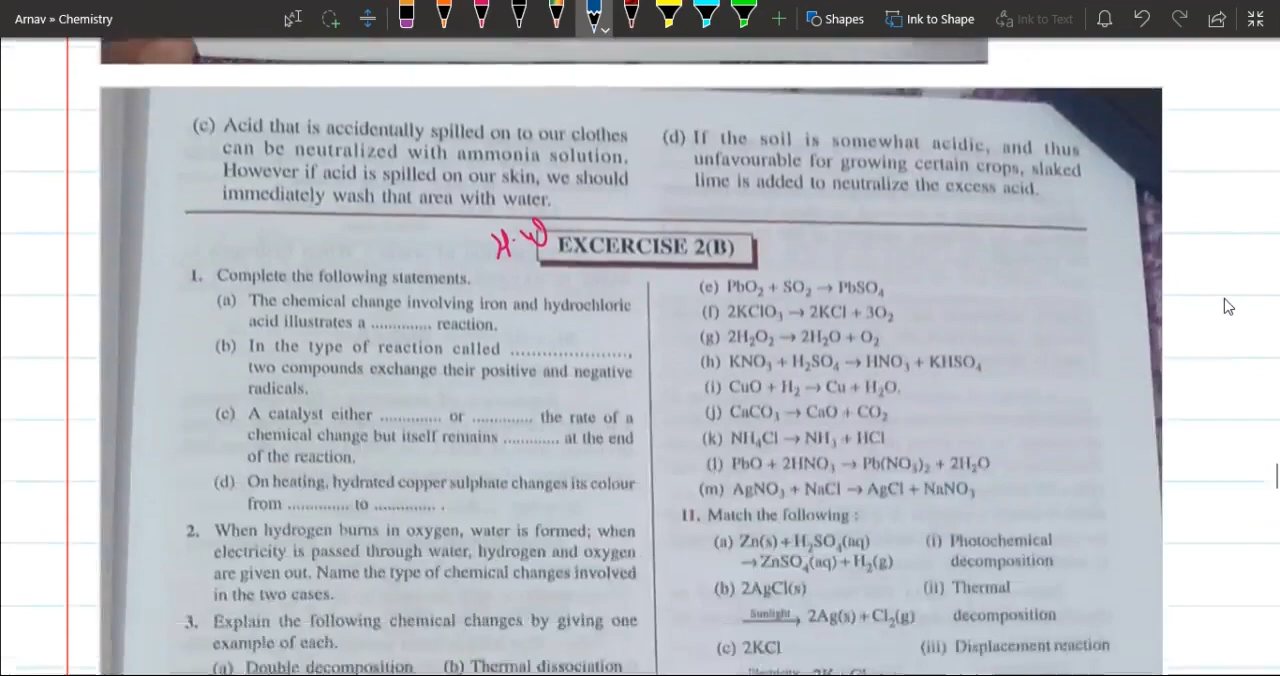 Arnav » Chemistry
Shapes
Ink to Shape
Ink to Text
(c) Acid that is accidentally spilled on to our clothes
can be neutralized with ammonia solution.
However if acid is spilled on our skin, we should
immediately wash that area with water.
(d) If the soil is somewhat acidic, and thus
unfavourable for growing certain crops, slaked
lime is added to neutralize the excess acid.
H.W
EXCERCISE 2(B)
1. Complete the following statements.
(a) The chemical change involving iron and hydrochloric
acid illustrates a ............. reaction.
(b) In the type of reaction called .....................,
two compounds exchange their positive and negative
radicals.
(c) A catalyst either ............. or ............. the rate of a
chemical change but itself remains ............ at the end
of the reaction.
(d) On heating, hydrated copper sulphate changes its colour
from ............. to ............. .
2. When hydrogen burns in oxygen, water is formed; when
electricity is passed through water, hydrogen and oxygen
are given out. Name the type of chemical changes involved
in the two cases.
3. Explain the following chemical changes by giving one
example of each.
(a) Double decomposition (b) Thermal dissociation
(e) PbO₂ + SO₂ → PbSO₄
(f) 2KClO₃ → 2KCl + 3O₂
(g) 2H₂O₂ → 2H₂O + O₂
(h) KNO₃ + H₂SO₄ → HNO₃ + KHSO₄
(i) CuO + H₂ → Cu + H₂O.
(j) CaCO₃ → CaO + CO₂
(k) NH₄Cl → NH₃ + HCl
(l) PbO + 2HNO₃ → Pb(NO₃)₂ + 2H₂O
(m) AgNO₃ + NaCl → AgCl + NaNO₃
11. Match the following :
(a) Zn(s) + H₂SO₄(aq) (i) Photochemical
→ ZnSO₄(aq) + H₂(g) decomposition
(b) 2AgCl(s) (ii) Thermal
Sunlight→ 2Ag(s) + Cl₂(g) decomposition
(c) 2KCl (iii) Displacement reaction